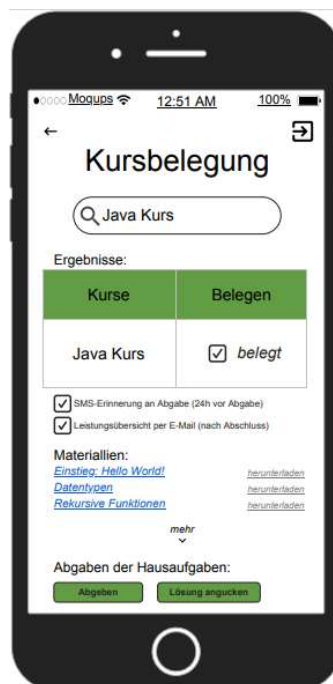 Moqups 12:51 AM 100%
Kursbelegung
Java Kurs
Ergebnisse:
Kurse Belegen
Java Kurs belegt
SMS-Erinnerung an Abgabe (24h vor Abgabe)
Leistungsübersicht per E-Mail (nach Abschluss)
Materiallien:
Einstieg: Hello World! herunterladen
Datentypen herunterladen
Rekursive Funktionen herunterladen
mehr
Abgaben der Hausaufgaben:
Abgeben Lösung angucken